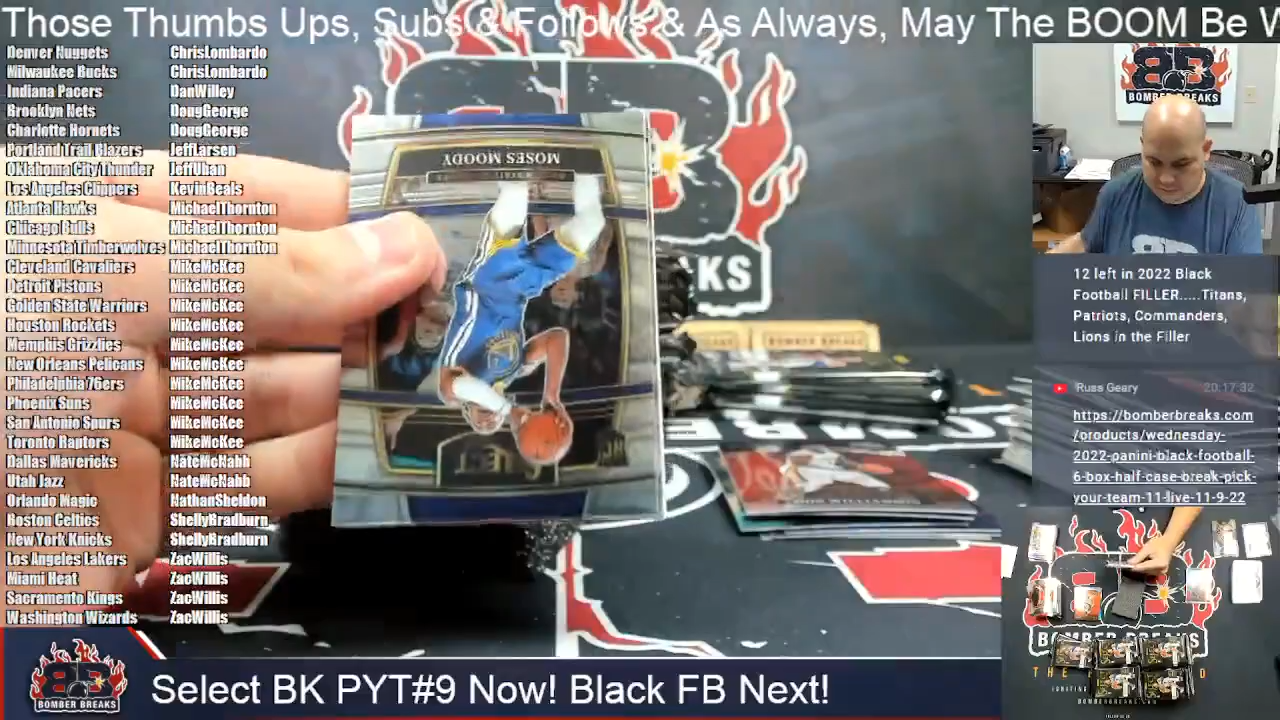 Those Thumbs Ups, Subs & Follows & As Always, May The BOOM Be W
Denver Nuggets ChrisLombardo
Milwaukee Bucks ChrisLombardo
Indiana Pacers DanWilley
Brooklyn Nets DougGeorge
Charlotte Hornets DougGeorge
Portland Trail Blazers JeffLarsen
Oklahoma CityThunder JeffUhan
Los Angeles Clippers KevinBeals
Atlanta Hawks MichaelThornton
Chicago Bulls MichaelThornton
Minnesota Timberwolves MichaelThornton
Cleveland Cavaliers MikeMcKee
Detroit Pistons MikeMcKee
Golden State Warriors MikeMcKee
Houston Rockets MikeMcKee
Memphis Grizzlies MikeMcKee
New Orleans Pelicans MikeMcKee
Philadelphia 76ers MikeMcKee
Phoenix Suns MikeMcKee
San Antonio Spurs MikeMcKee
Toronto Raptors MikeMcKee
Dallas Mavericks NateMcNabb
Utah Jazz NateMcNabb
Orlando Magic NathanSheldon
Boston Celtics ShellyBradburn
New York Knicks ShellyBradburn
Los Angeles Lakers ZacWillis
Miami Heat ZacWillis
Sacramento Kings ZacWillis
Washington Wizards ZacWillis
MOSES MOODY
SELECT
AKS
BOMBER BREAKS
BOMBER BREAKS
12 left in 2022 Black
Football FILLER.....Titans,
Patriots, Commanders,
Lions in the Filler
Russ Geary 20:17:32
https://bomberbreaks.com
/products/wednesday-
2022-panini-black-football-
6-box-half-case-break-pick-
your-team-11-live-11-9-22
BOMBER BREAKS
BOMBER BREAKS
Select BK PYT#9 Now! Black FB Next!